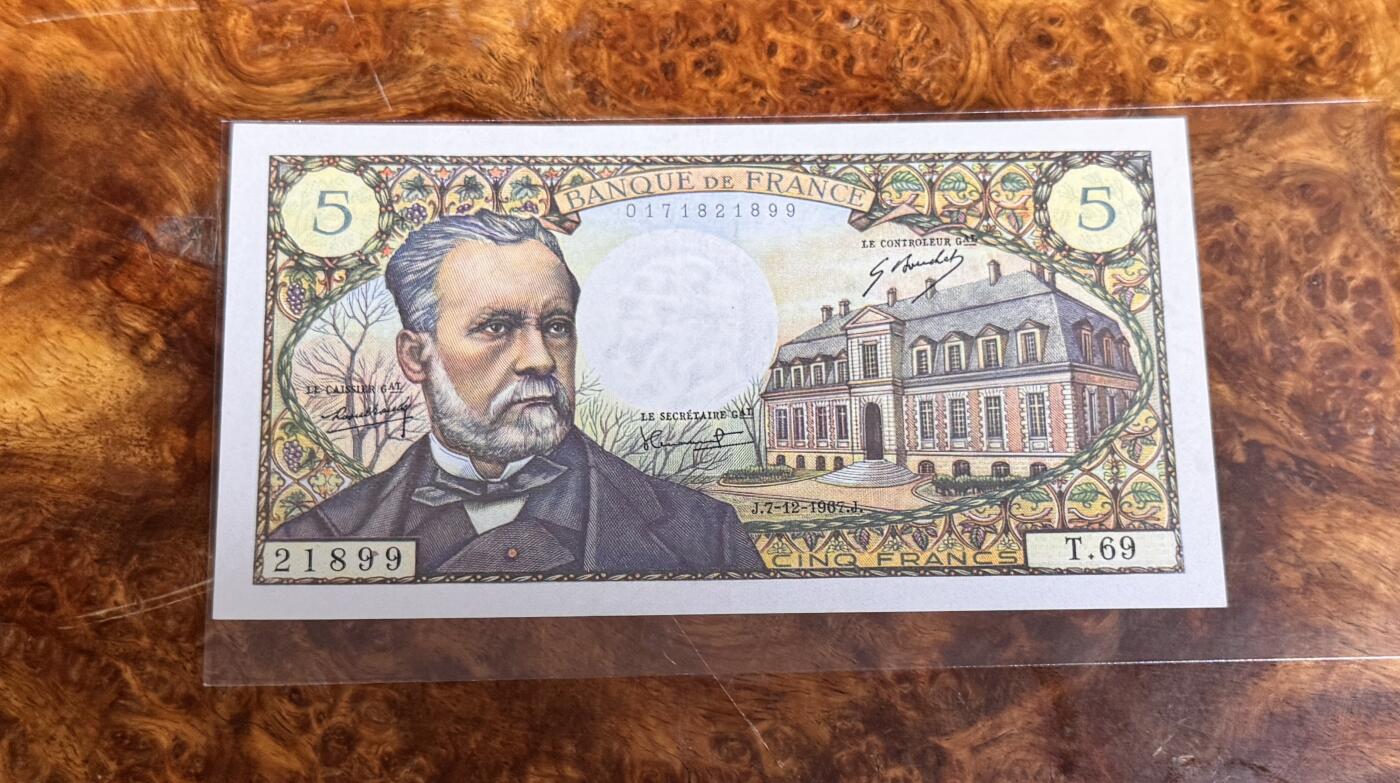 5
BANQUE DE FRANCE
5
0171821899
LE CONTROLEUR GAL
LE CAISSIER GAL
LE SECRÉTAIRE GAL
J.7-12-1967.J.
21899
CINQ FRANCS
T.69